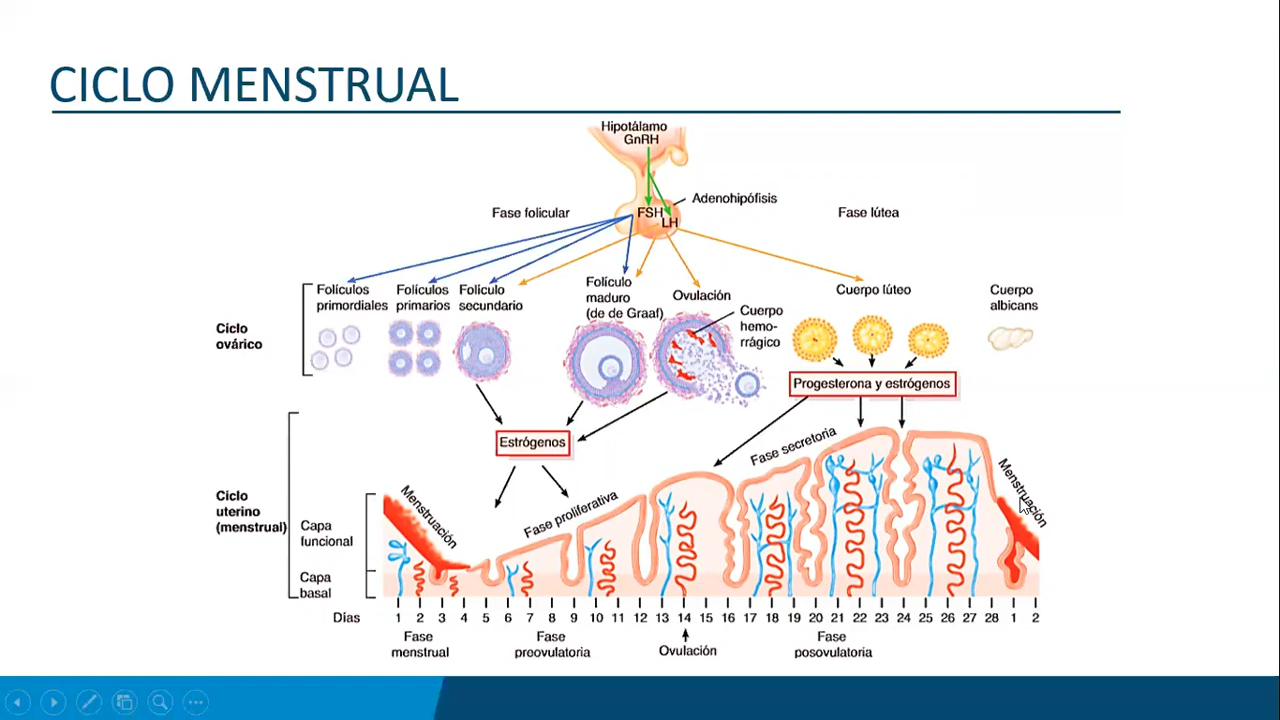 CICLO MENSTRUAL
Hipotálamo
GnRH
Adenohipófisis
Fase folicular
FSH
LH
Fase lútea
Folículos
primordiales
Folículos
primarios
Foliculo
secundario
Folículo
maduro
(de de Graaf)
Ovulación
Cuerpo
hemo-
rrágico
Cuerpo lúteo
Cuerpo
albicans
Ciclo
ovárico
Progesterona y estrógenos
Estrógenos
Ciclo
uterino
(menstrual)
Capa
funcional
Capa
basal
Menstruación
Fase proliferativa
Fase secretoria
Menstruación
Días 1 2 3 4 5 6 7 8 9 10 11 12 13 14 15 16 17 18 19 20 21 22 23 24 25 26 27 28 1 2
Fase
menstrual
Fase
preovulatoria
Ovulación
Fase
posovulatoria